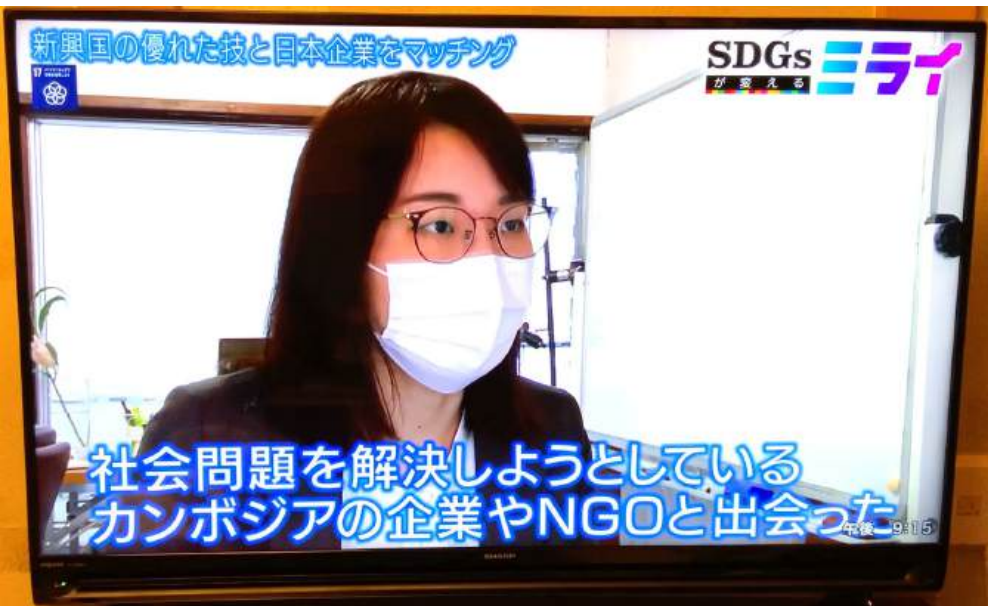 新興国の優れた技と日本企業をマッチング
17
SDGs
が変える
ミライ
社会問題を解決しようとしている
カンボジアの企業やNGOと出会った
午後 9:15